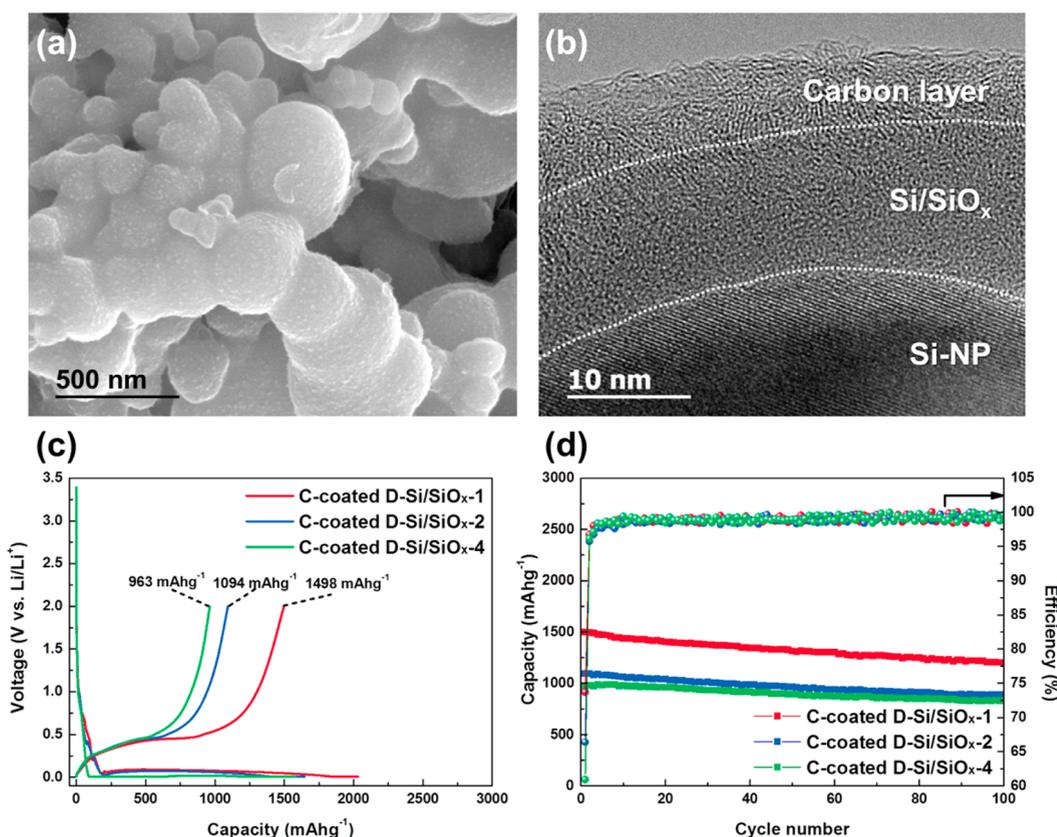 (a)
500 nm
(b)
Carbon layer
Si/SiOₓ
Si-NP
10 nm
(c)
3.5
3.0
2.5
2.0
1.5
1.0
0.5
0.0
Voltage (V vs. Li/Li⁺)
C-coated D-Si/SiOₓ-1
C-coated D-Si/SiOₓ-2
C-coated D-Si/SiOₓ-4
963 mAhg⁻¹ 1094 mAhg⁻¹ 1498 mAhg⁻¹
0 500 1000 1500 2000 2500 3000
Capacity (mAhg⁻¹)
(d)
3000
2500
2000
1500
1000
500
0
Capacity (mAhg⁻¹)
105
100
95
90
85
80
75
70
65
60
Efficiency (%)
C-coated D-Si/SiOₓ-1
C-coated D-Si/SiOₓ-2
C-coated D-Si/SiOₓ-4
0 20 40 60 80 100
Cycle number